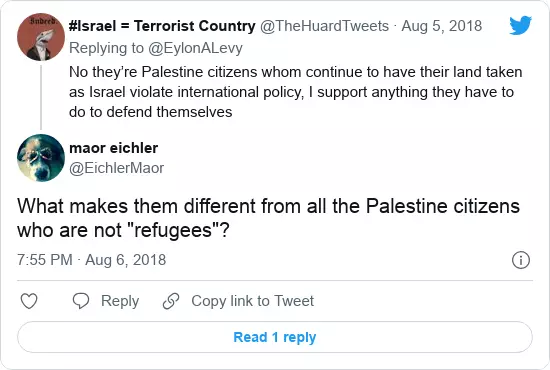 #Israel = Terrorist Country @TheHuardTweets · Aug 5, 2018
Replying to @EylonALevy
No they're Palestine citizens whom continue to have their land taken
as Israel violate international policy, I support anything they have to
do to defend themselves
maor eichler
@EichlerMaor
What makes them different from all the Palestine citizens
who are not "refugees"?
7:55 PM · Aug 6, 2018
Reply
Copy link to Tweet
Read 1 reply